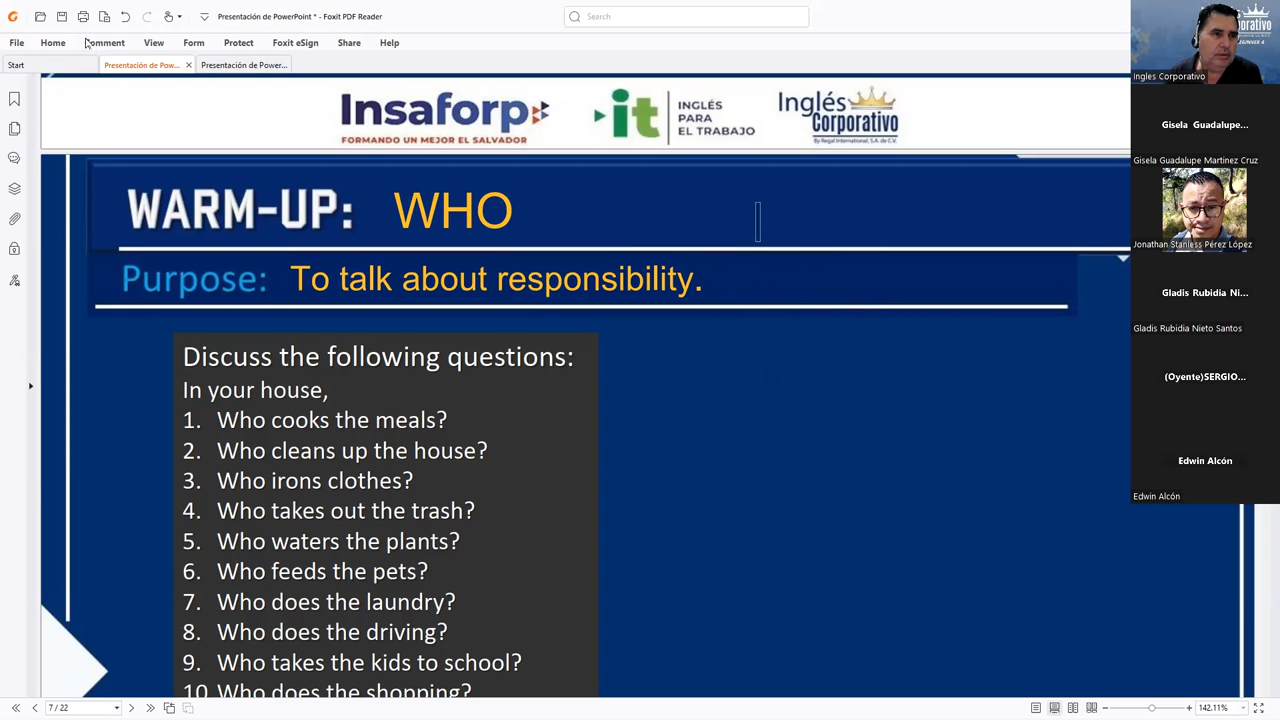 Presentación de PowerPoint * - Foxit PDF Reader
Search
File Home Comment View Form Protect Foxit eSign Share Help
Start Presentación de Pow... Presentación de Power...
Insaforp
FORMANDO UN MEJOR EL SALVADOR
it INGLÉS PARA EL TRABAJO
Inglés Corporativo
By Regal International, S.A. de C.V.
WARM-UP: WHO
Purpose: To talk about responsibility.
Discuss the following questions:
In your house,
1. Who cooks the meals?
2. Who cleans up the house?
3. Who irons clothes?
4. Who takes out the trash?
5. Who waters the plants?
6. Who feeds the pets?
7. Who does the laundry?
8. Who does the driving?
9. Who takes the kids to school?
10. Who does the shopping?
7 / 22
142.11%
Ingles Corporativo
Gisela Guadalupe...
Gisela Guadalupe Martinez Cruz
Jonathan Stanless Pérez López
Gladis Rubidia Ni...
Gladis Rubidia Nieto Santos
(Oyente)SERGIO...
Edwin Alcón
Edwin Alcón